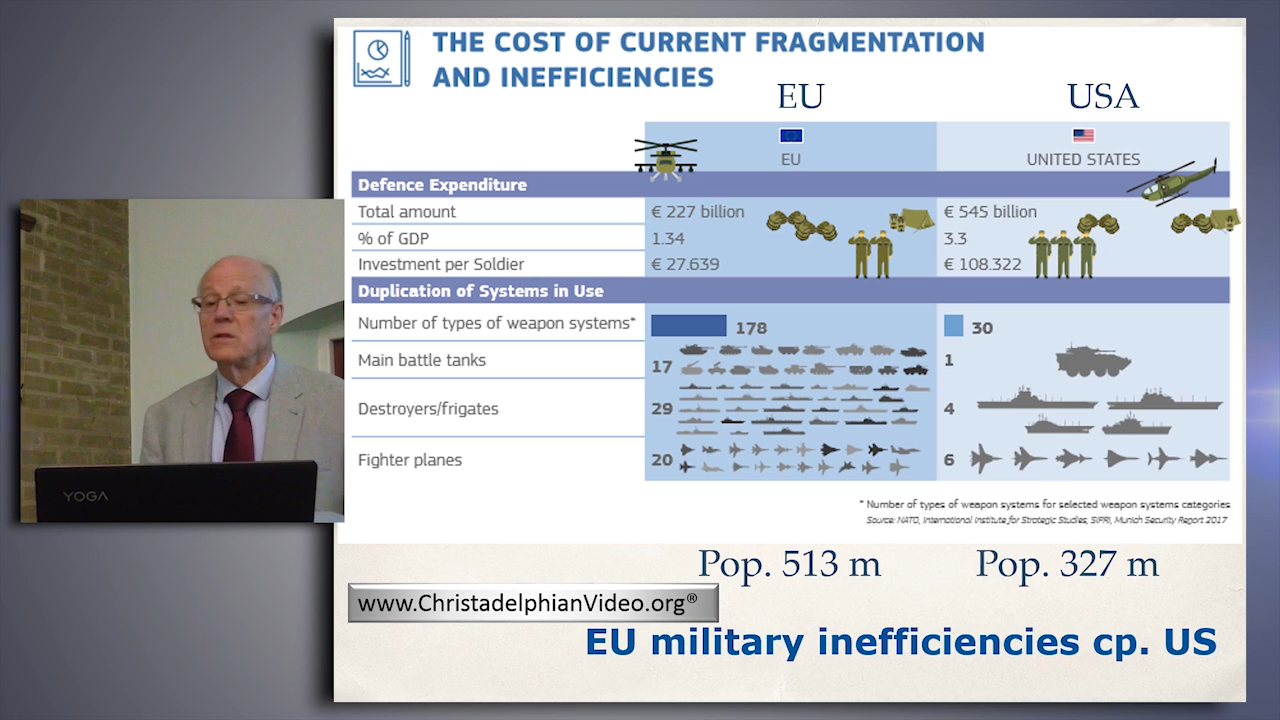 THE COST OF CURRENT FRAGMENTATION
AND INEFFICIENCIES
EU USA
EU UNITED STATES
Defence Expenditure
Total amount € 227 billion € 545 billion
% of GDP 1.34 3.3
Investment per Soldier € 27.639 € 108.322
Duplication of Systems in Use
Number of types of weapon systems* 178 30
Main battle tanks 17 1
Destroyers/frigates 29 4
Fighter planes 20 6
* Number of types of weapon systems for selected weapon systems categories
Source: NATO, International Institute for Strategic Studies, SIPRI, Munich Security Report 2017
Pop. 513 m Pop. 327 m
www.ChristadelphianVideo.org®
EU military inefficiencies cp. US
YOGA